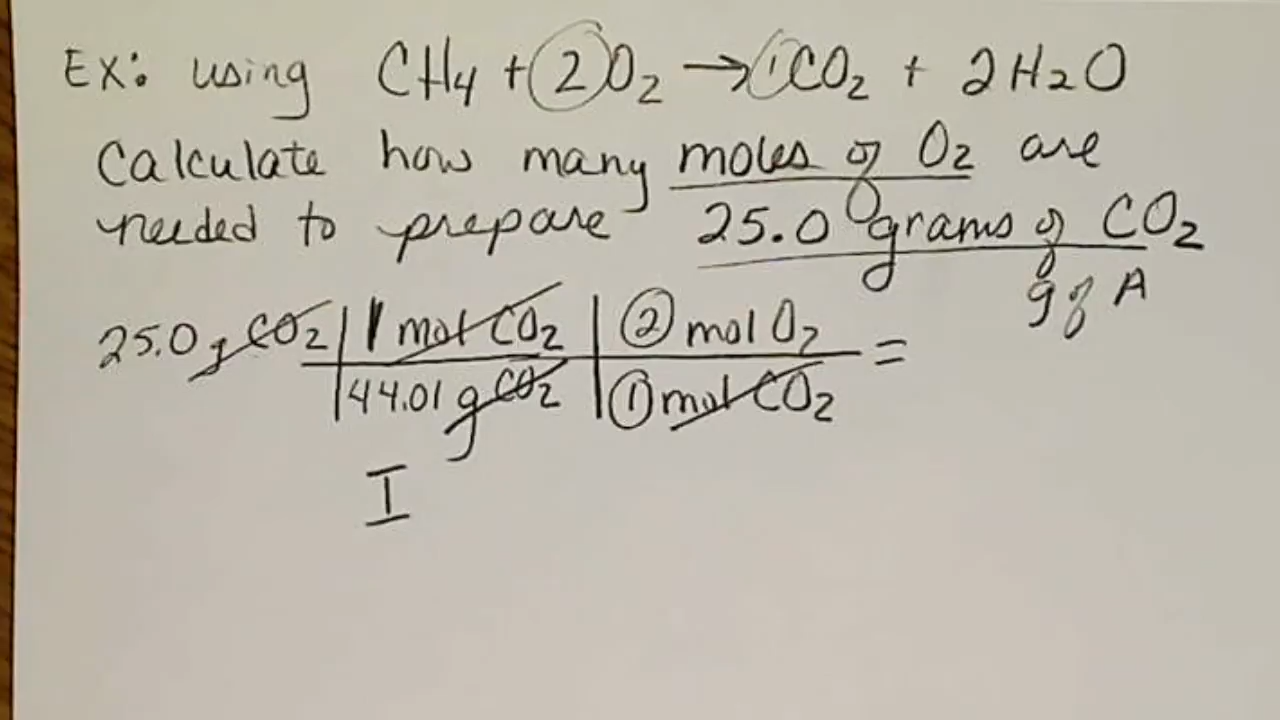 Ex: using CH4 + 2O2 → 1CO2 + 2H2O
Calculate how many moles of O2 are
needed to prepare 25.0 grams of CO2
g of A
25.0 g CO2 | 1 mol CO2 | 2 mol O2 =
44.01 g CO2 | 1 mol CO2
I